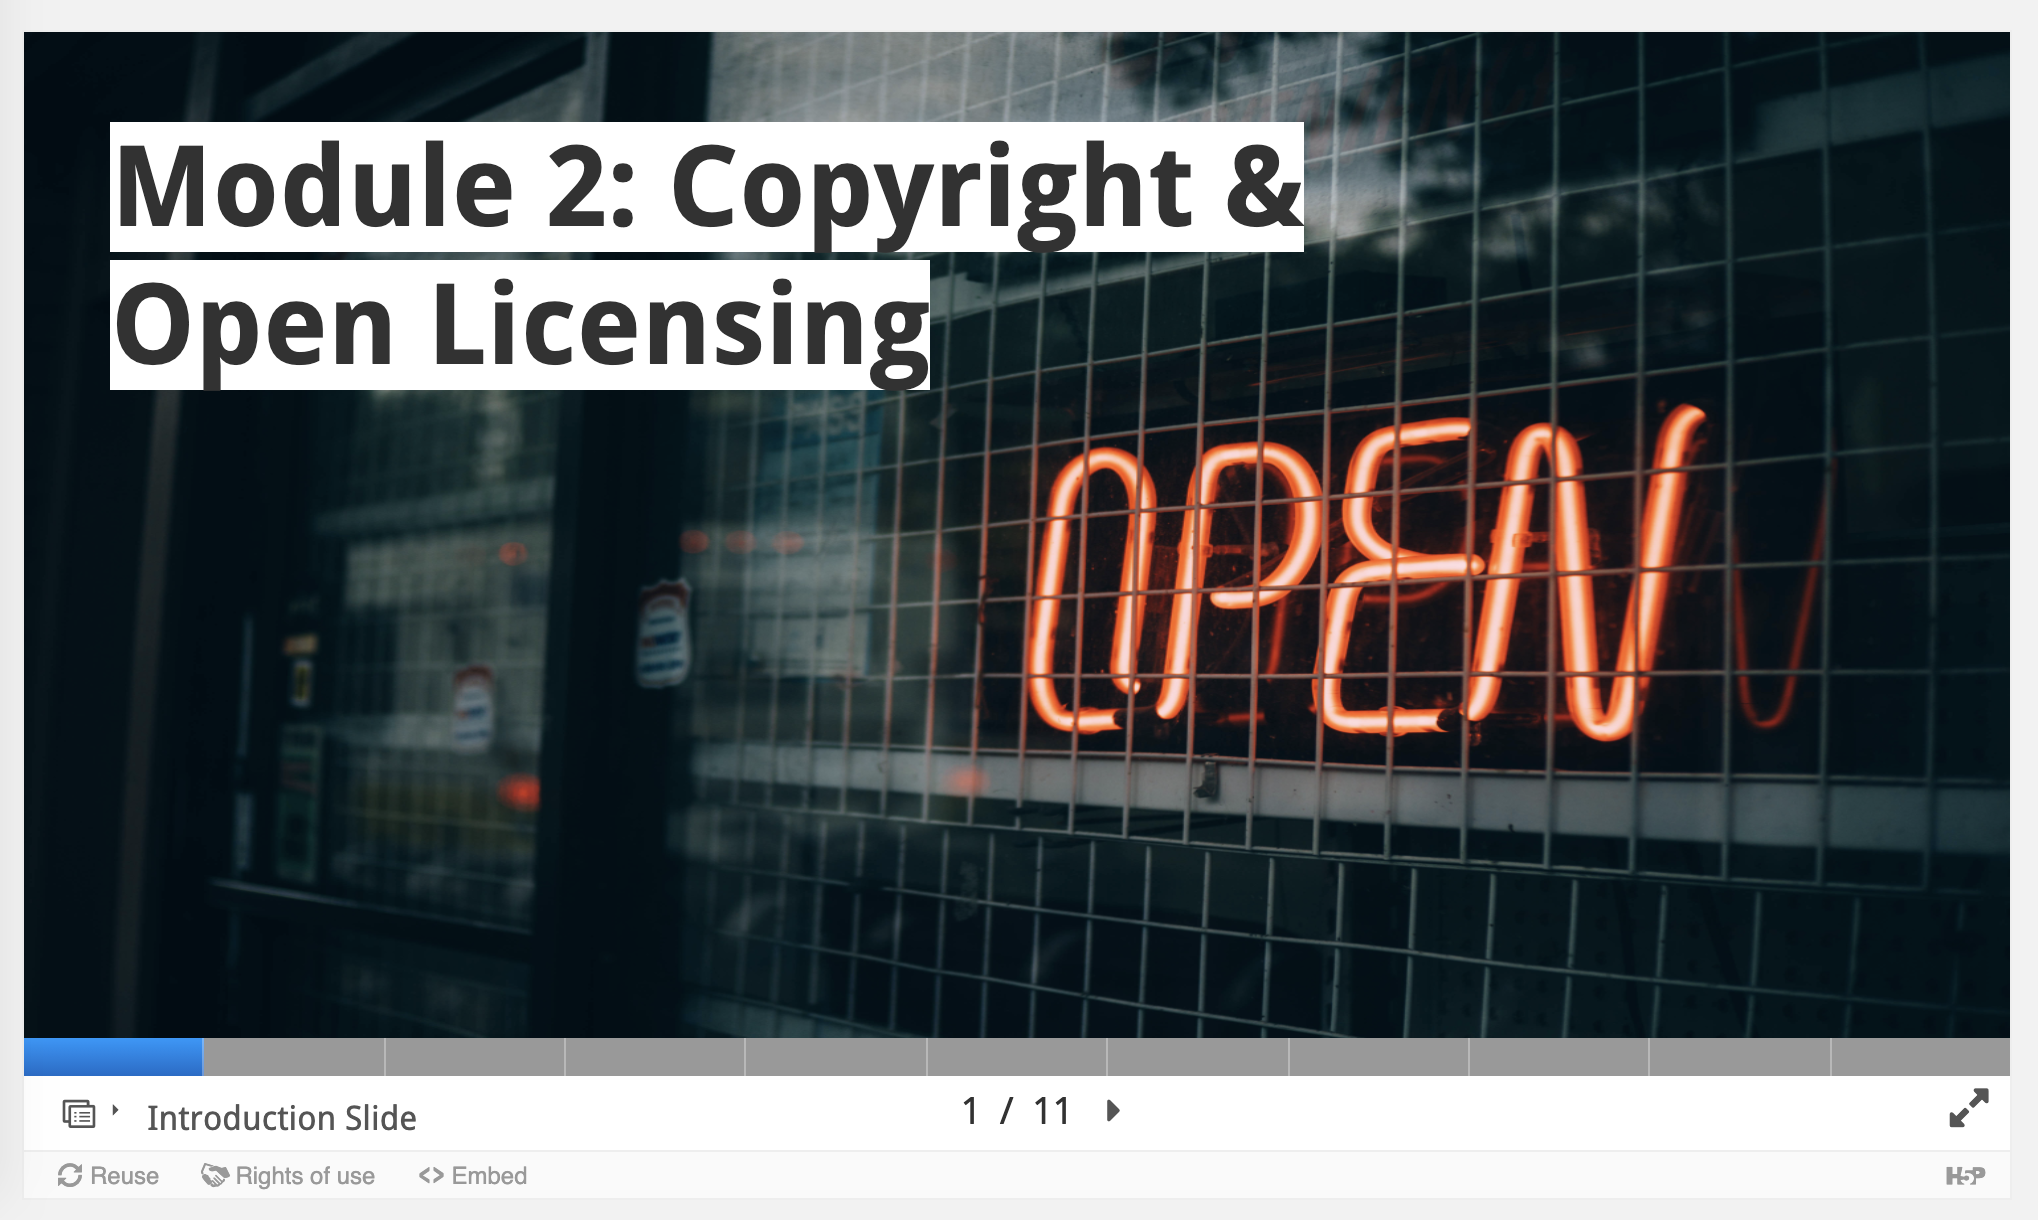 Module 2: Copyright &
Open Licensing
OPEN
Introduction Slide
1 / 11
Reuse
Rights of use
Embed
H5P